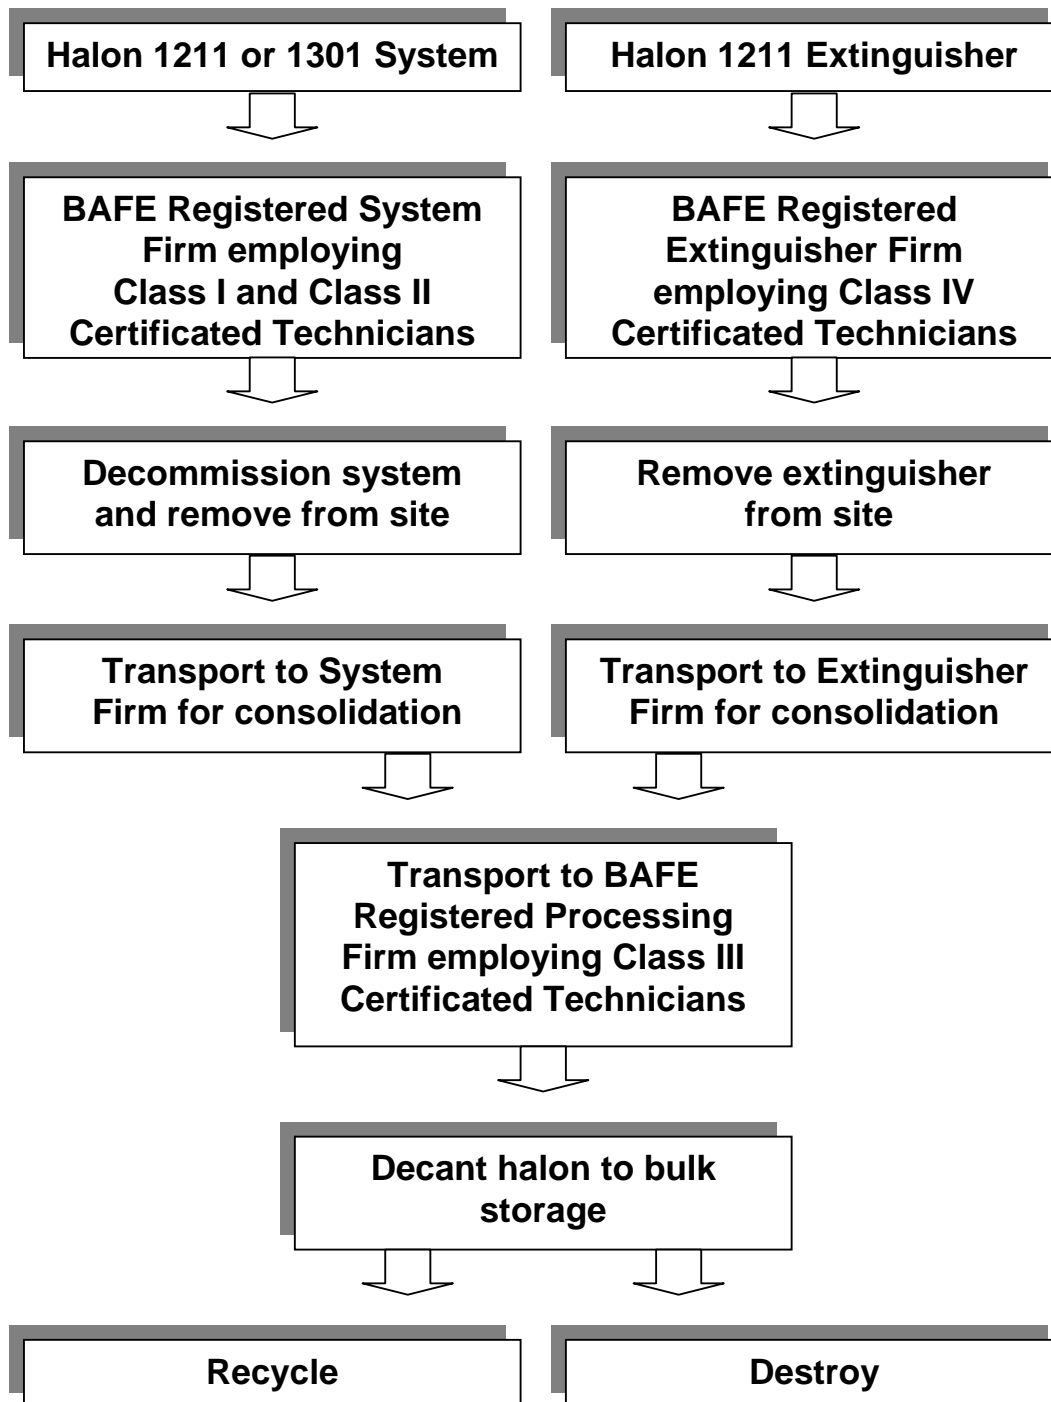 Halon 1211 or 1301 System
Halon 1211 Extinguisher
BAFE Registered System
Firm employing
Class I and Class II
Certificated Technicians
BAFE Registered
Extinguisher Firm
employing Class IV
Certificated Technicians
Decommission system
and remove from site
Remove extinguisher
from site
Transport to System
Firm for consolidation
Transport to Extinguisher
Firm for consolidation
Transport to BAFE
Registered Processing
Firm employing Class III
Certificated Technicians
Decant halon to bulk
storage
Recycle
Destroy